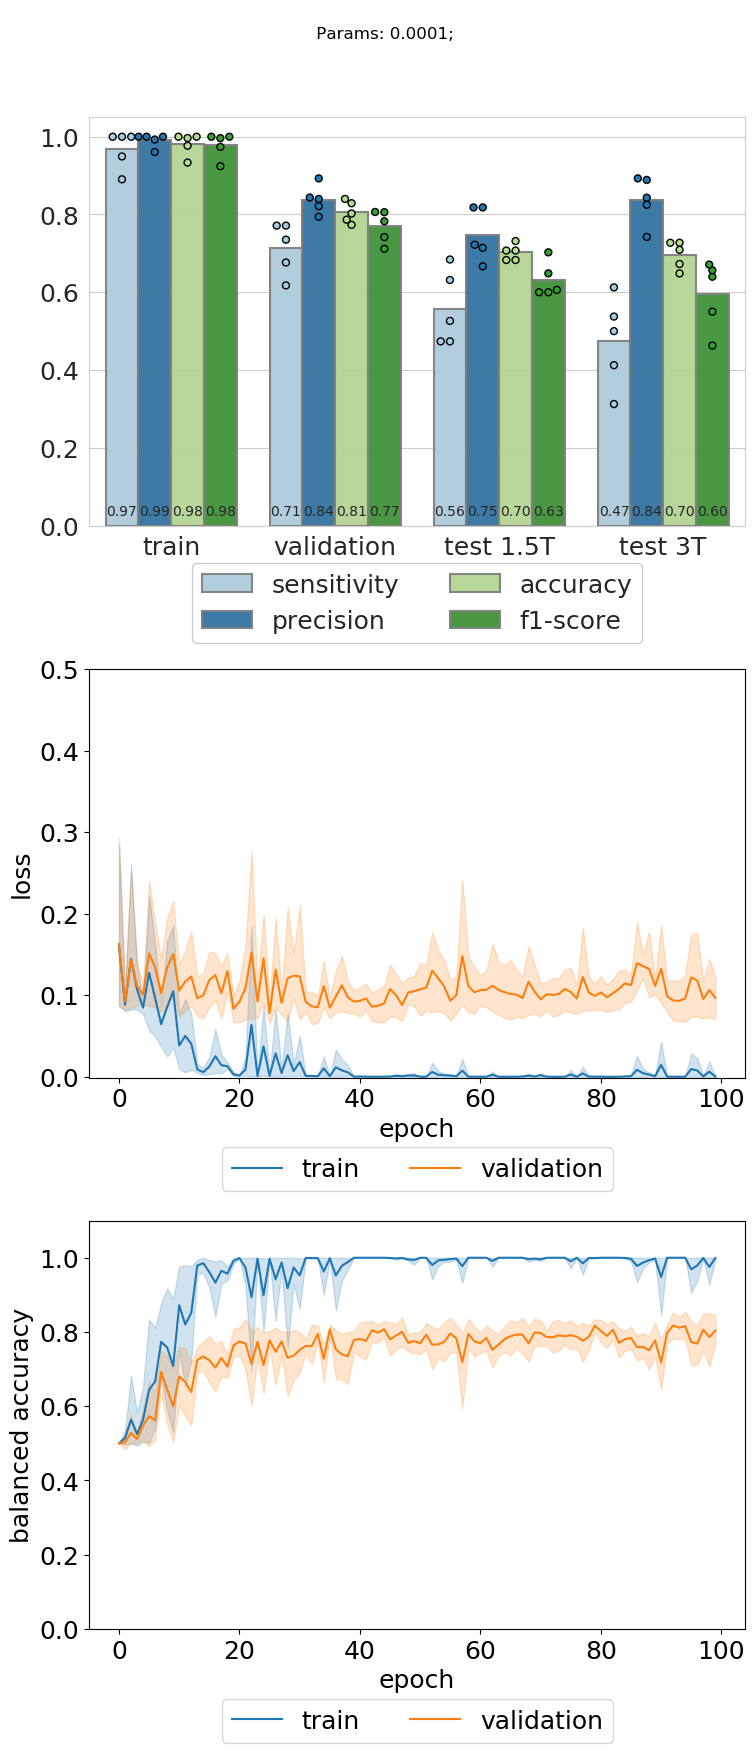 Params: 0.0001;
1.0
0.8
0.6
0.4
0.2
0.0
0.97 0.99 0.98 0.98 0.71 0.84 0.81 0.77 0.56 0.75 0.70 0.63 0.47 0.84 0.70 0.60
train validation test 1.5T test 3T
sensitivity accuracy
precision f1-score
0.5
0.4
0.3
0.2
0.1
0.0
loss
0 20 40 60 80 100
epoch
train validation
1.0
0.8
0.6
0.4
0.2
0.0
balanced accuracy
0 20 40 60 80 100
epoch
train validation